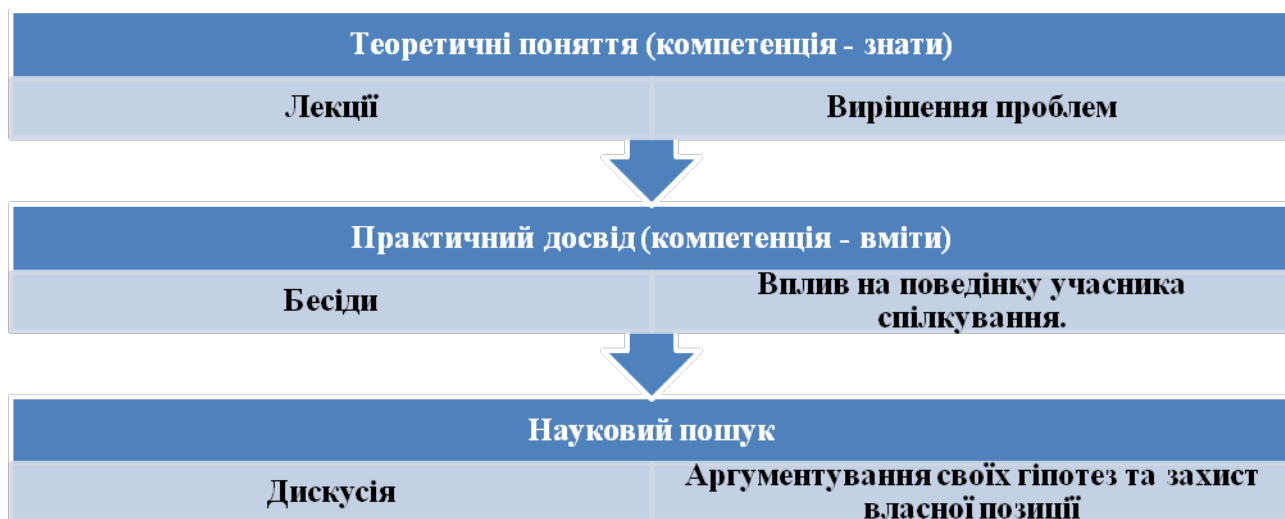 Теоретичні поняття (компетенція - знати)
Лекції
Вирішення проблем
Практичний досвід (компетенція - вміти)
Бесіди
Вплив на поведінку учасника
спілкування.
Науковий пошук
Дискусія
Аргументування своїх гіпотез та захист
власної позиції